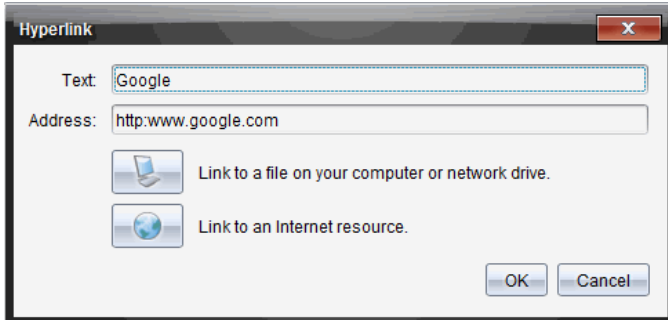 Hyperlink
Text: Google
Address: http:www.google.com
Link to a file on your computer or network drive.
Link to an Internet resource.
OK Cancel